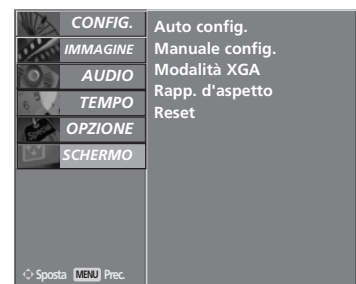 CONFIG.
IMMAGINE
AUDIO
TEMPO
OPZIONE
SCHERMO
Auto config.
Manuale config.
Modalità XGA
Rapp. d'aspetto
Reset
Sposta MENU Prec.